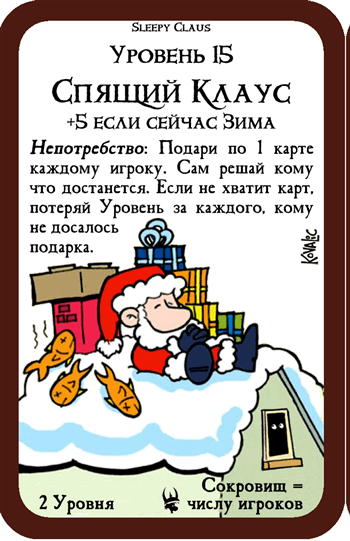 Sleepy Claus
Уровень 15
Спящий Клаус
+5 если сейчас Зима
Непотребство: Подари по 1 карте
каждому игроку. Сам решай кому
что достанется. Если не хватит карт,
потеряй Уровень за каждого, кому
не досалось
подарка.
Kovalic
2 Уровня
Сокровищ =
числу игроков